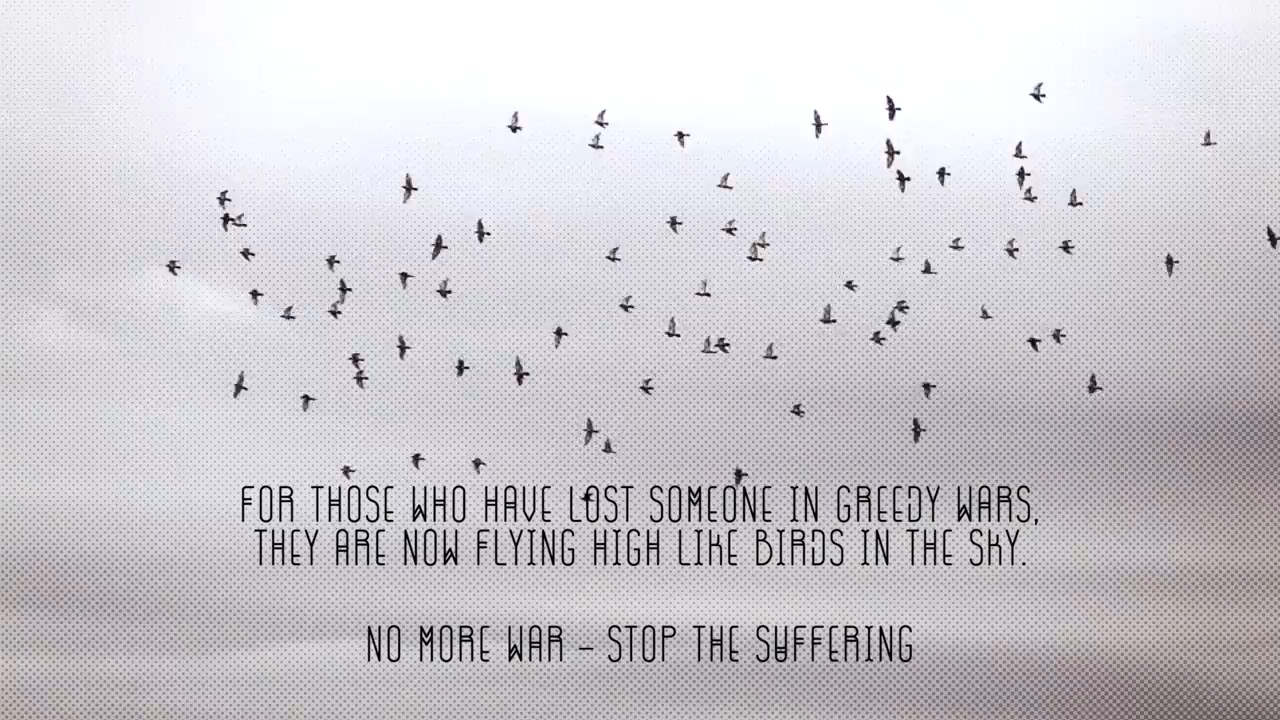 FOR THOSE WHO HAVE LOST SOMEONE IN GREEDY WARS,
THEY ARE NOW FLYING HIGH LIKE BIRDS IN THE SKY.
NO MORE WAR – STOP THE SUFFERING